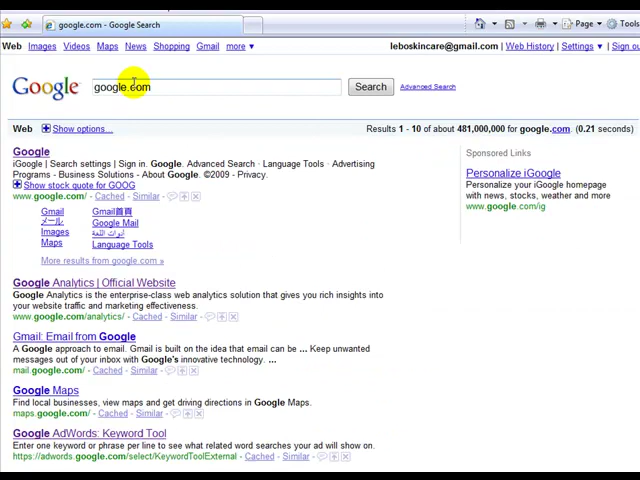 google.com - Google Search
Page
Tools
Web Images Videos Maps News Shopping Gmail more ▼
leboskincare@gmail.com | Web History | Settings ▼ | Sign out
Google
google.com
Search
Advanced Search
Web Show options...
Results 1 - 10 of about 481,000,000 for google.com. (0.21 seconds)
Google
iGoogle | Search settings | Sign in. Google. Advanced Search · Language Tools · Advertising
Programs - Business Solutions - About Google. ©2009 - Privacy.
Show stock quote for GOOG
www.google.com/ - Cached - Similar -
Gmail Gmail首頁
メール Google Mail
Images أدوات اللغة
Maps Language Tools
More results from google.com »
Google Analytics | Official Website
Google Analytics is the enterprise-class web analytics solution that gives you rich insights into
your website traffic and marketing effectiveness.
www.google.com/analytics/ - Cached - Similar -
Gmail: Email from Google
A Google approach to email. Gmail is built on the idea that email can be ... Keep unwanted
messages out of your inbox with Google's innovative technology. ...
mail.google.com/ - Cached - Similar -
Google Maps
Find local businesses, view maps and get driving directions in Google Maps.
maps.google.com/ - Cached - Similar -
Google AdWords: Keyword Tool
Enter one keyword or phrase per line to see what related word searches your ad will show on.
https://adwords.google.com/select/KeywordToolExternal - Cached - Similar -
Sponsored Links
Personalize your iGoogle
Personalize your iGoogle homepage
with news, stocks, weather and more
www.google.com/ig